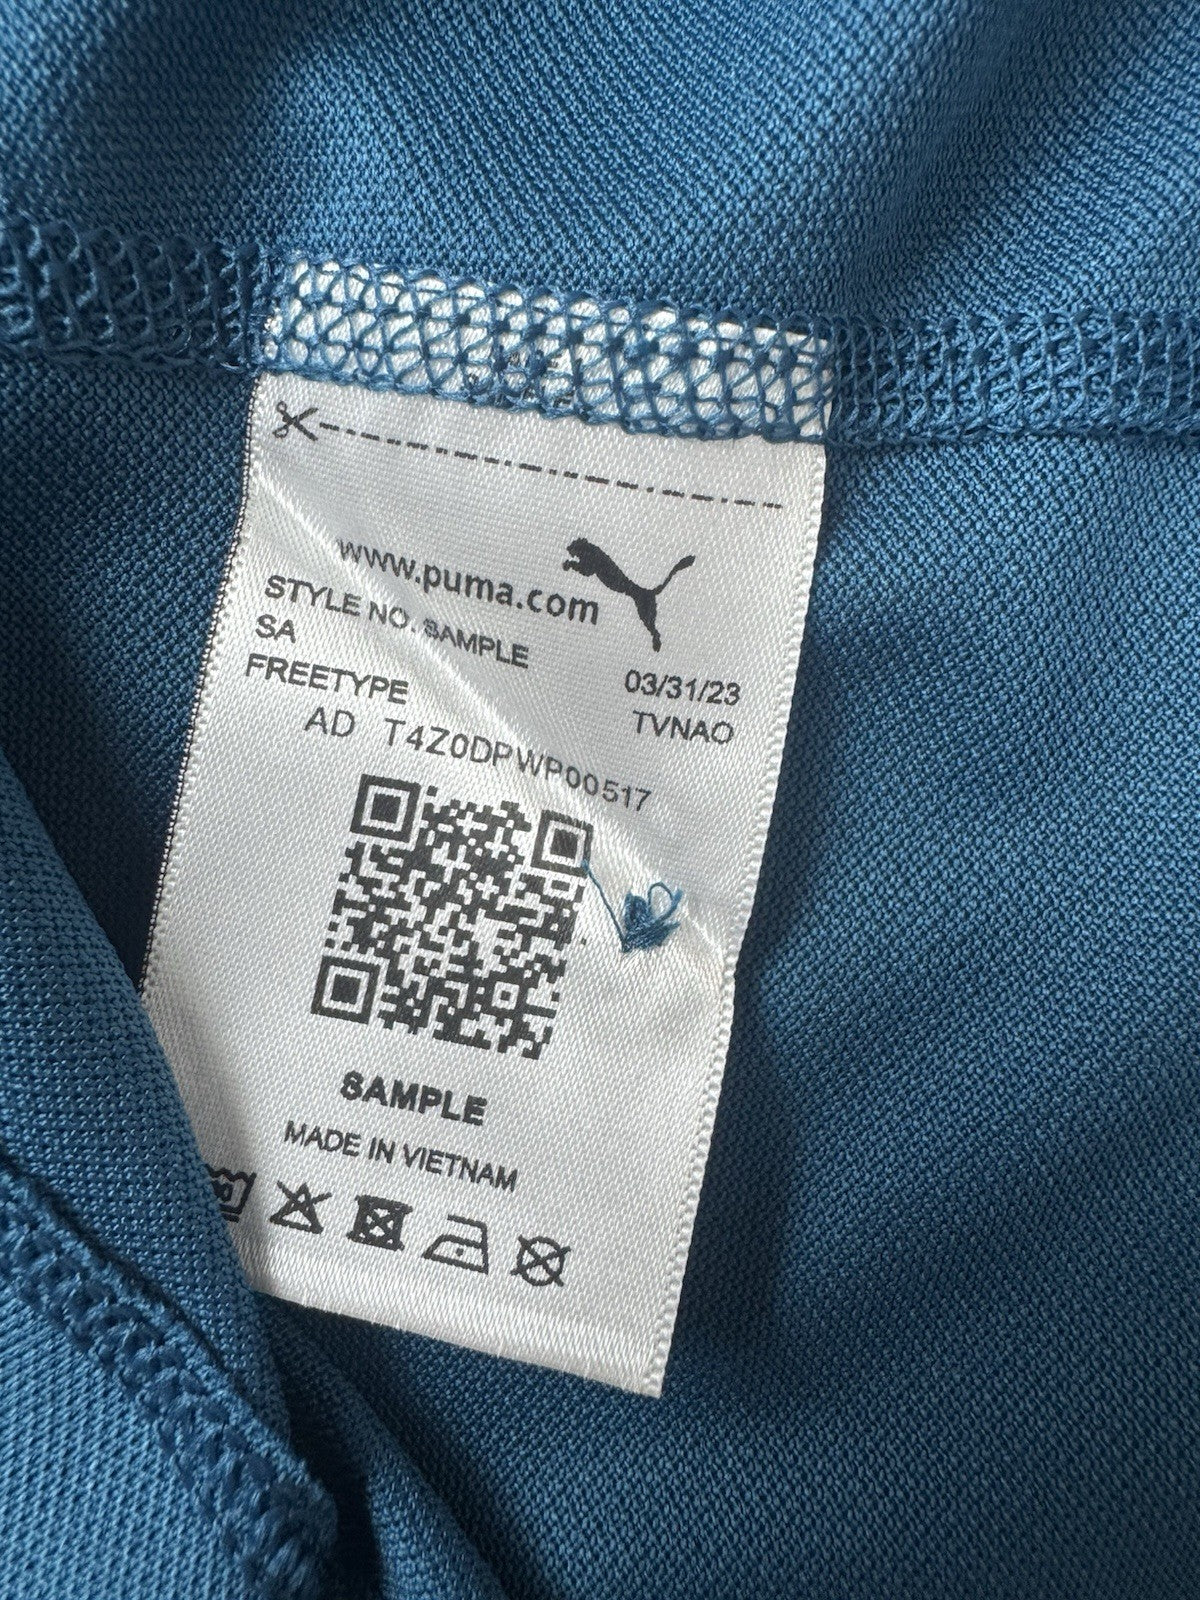 www.puma.com
STYLE NO. SAMPLE
SA 03/31/23
FREETYPE TVNAO
AD T4Z0DPWP00517
SAMPLE
MADE IN VIETNAM